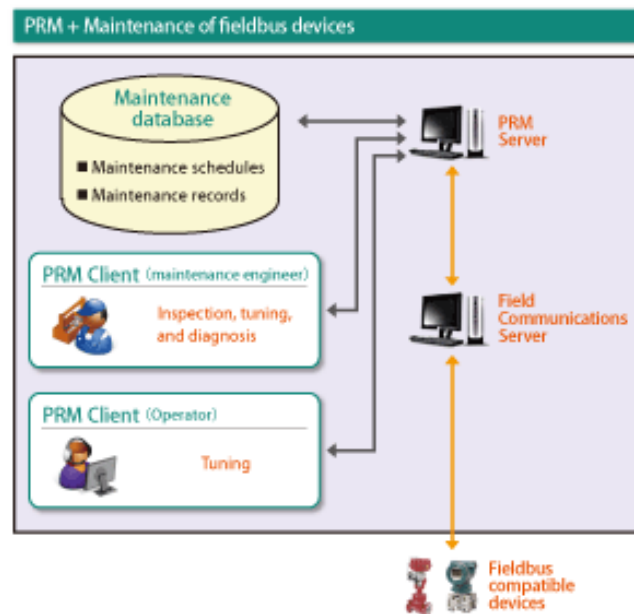 PRM + Maintenance of fieldbus devices
Maintenance
database
■ Maintenance schedules
■ Maintenance records
PRM
Server
PRM Client (maintenance engineer)
Inspection, tuning,
and diagnosis
Field
Communications
Server
PRM Client (Operator)
Tuning
Fieldbus
compatible
devices